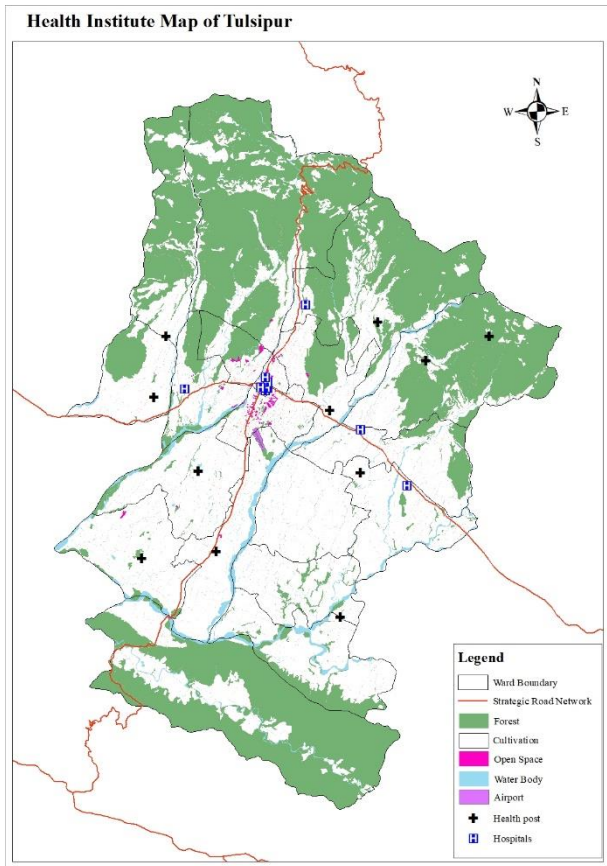 Health Institute Map of Tulsipur
N
W E
S
H
H
H
H
H
Legend
Ward Boundary
Strategic Road Network
Forest
Cultivation
Open Space
Water Body
Airport
Health post
H Hospitals